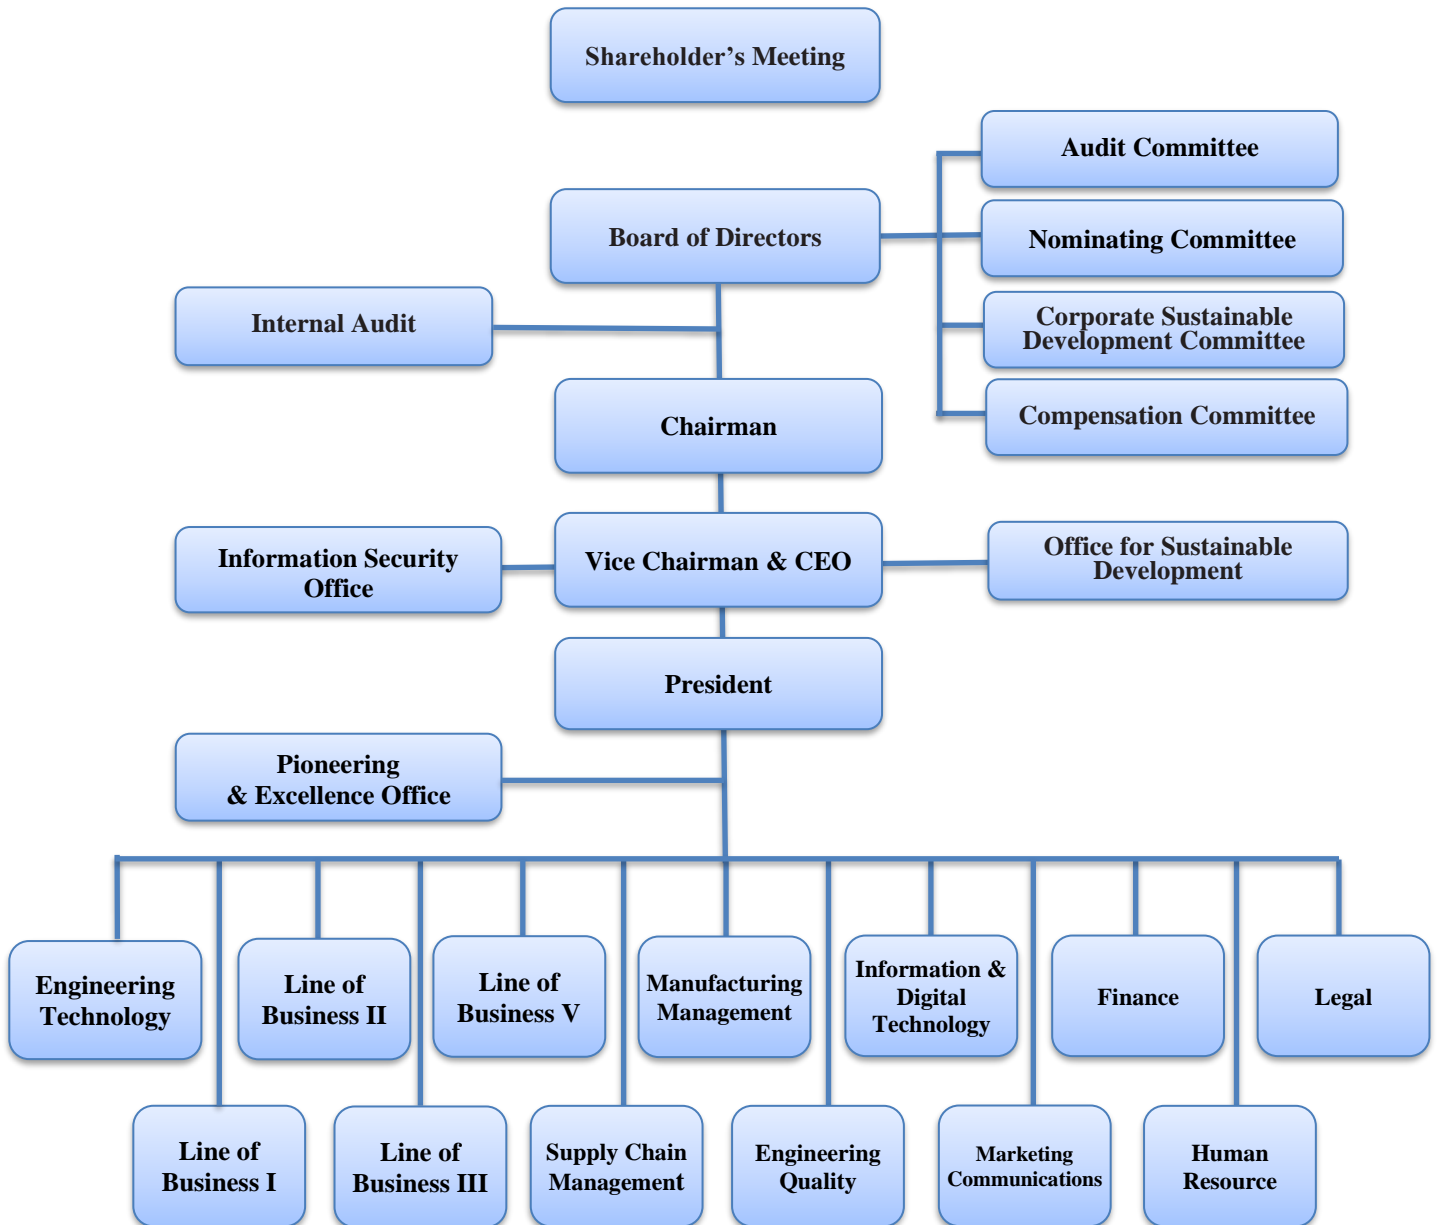 Shareholder’s Meeting
Audit Committee
Board of Directors
Nominating Committee
Internal Audit
Corporate Sustainable
Development Committee
Chairman
Compensation Committee
Information Security
Office
Vice Chairman & CEO
Office for Sustainable
Development
President
Pioneering
& Excellence Office
Engineering
Technology
Line of
Business II
Line of
Business V
Manufacturing
Management
Information &
Digital
Technology
Finance
Legal
Line of
Business I
Line of
Business III
Supply Chain
Management
Engineering
Quality
Marketing
Communications
Human
Resource